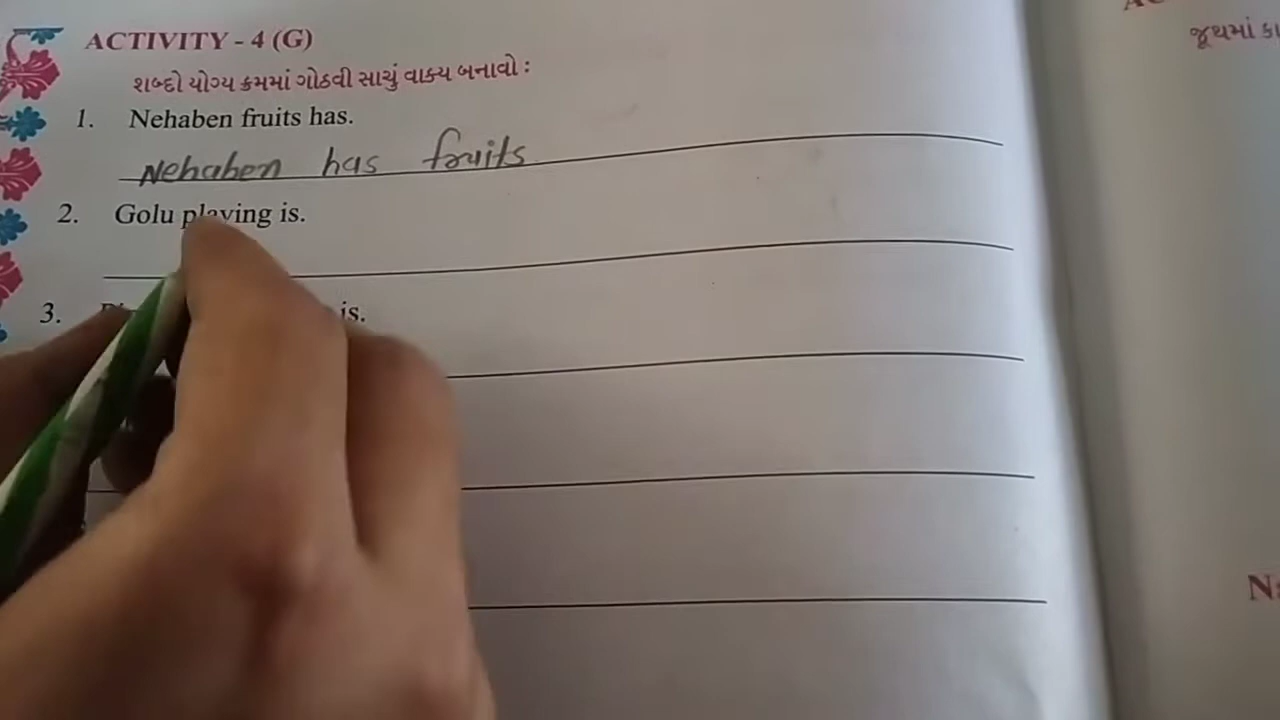 ACTIVITY - 4 (G)
શબ્દો યોગ્ય ક્રમમાં ગોઠવી સાચું વાક્ય બનાવો :
1. Nehaben fruits has.
Nehaben has fruits
2. Golu playing is.
3. is.
જૂથમાં